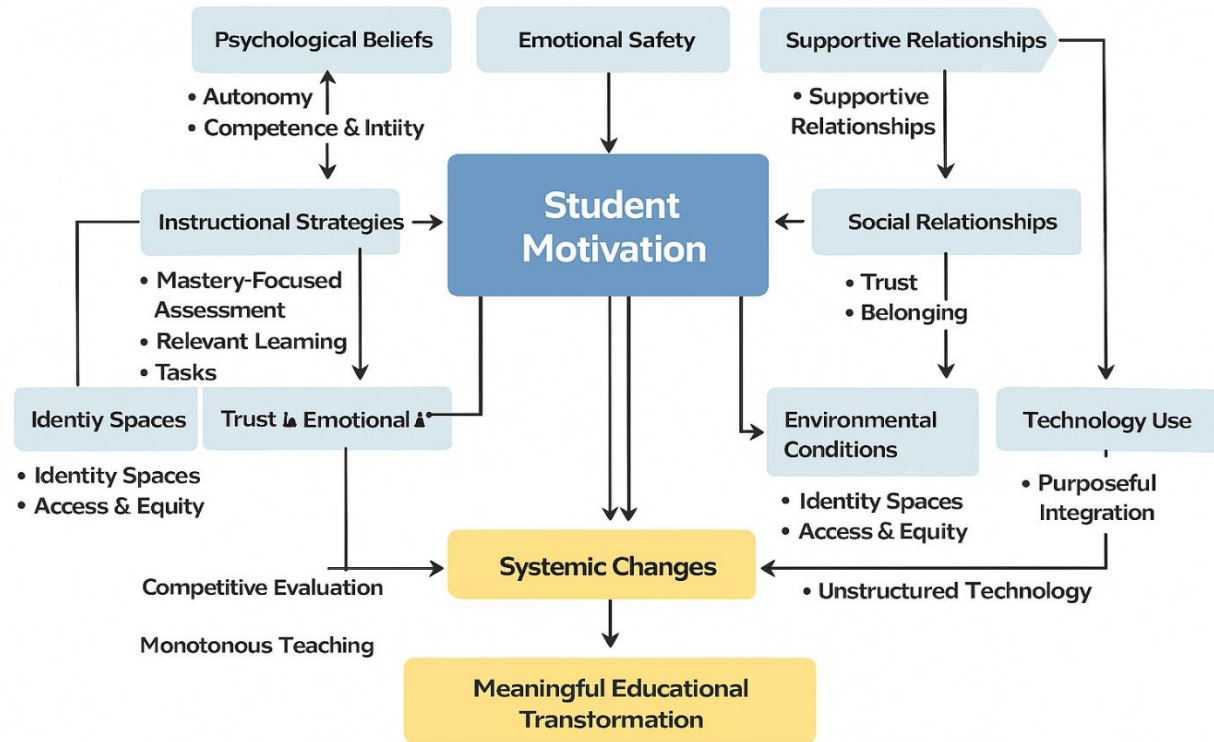 Psychological Beliefs
Emotional Safety
Supportive Relationships
• Autonomy
• Competence & Intiity
• Supportive
Relationships
Student
Motivation
Instructional Strategies
Social Relationships
• Mastery-Focused
Assessment
• Relevant Learning
• Tasks
• Trust
• Belonging
Identiy Spaces
Trust
Emotional
Environmental
Conditions
Technology Use
• Identity Spaces
• Access & Equity
• Identity Spaces
• Access & Equity
• Purposeful
Integration
Systemic Changes
Competitive Evaluation
• Unstructured Technology
Monotonous Teaching
Meaningful Educational
Transformation